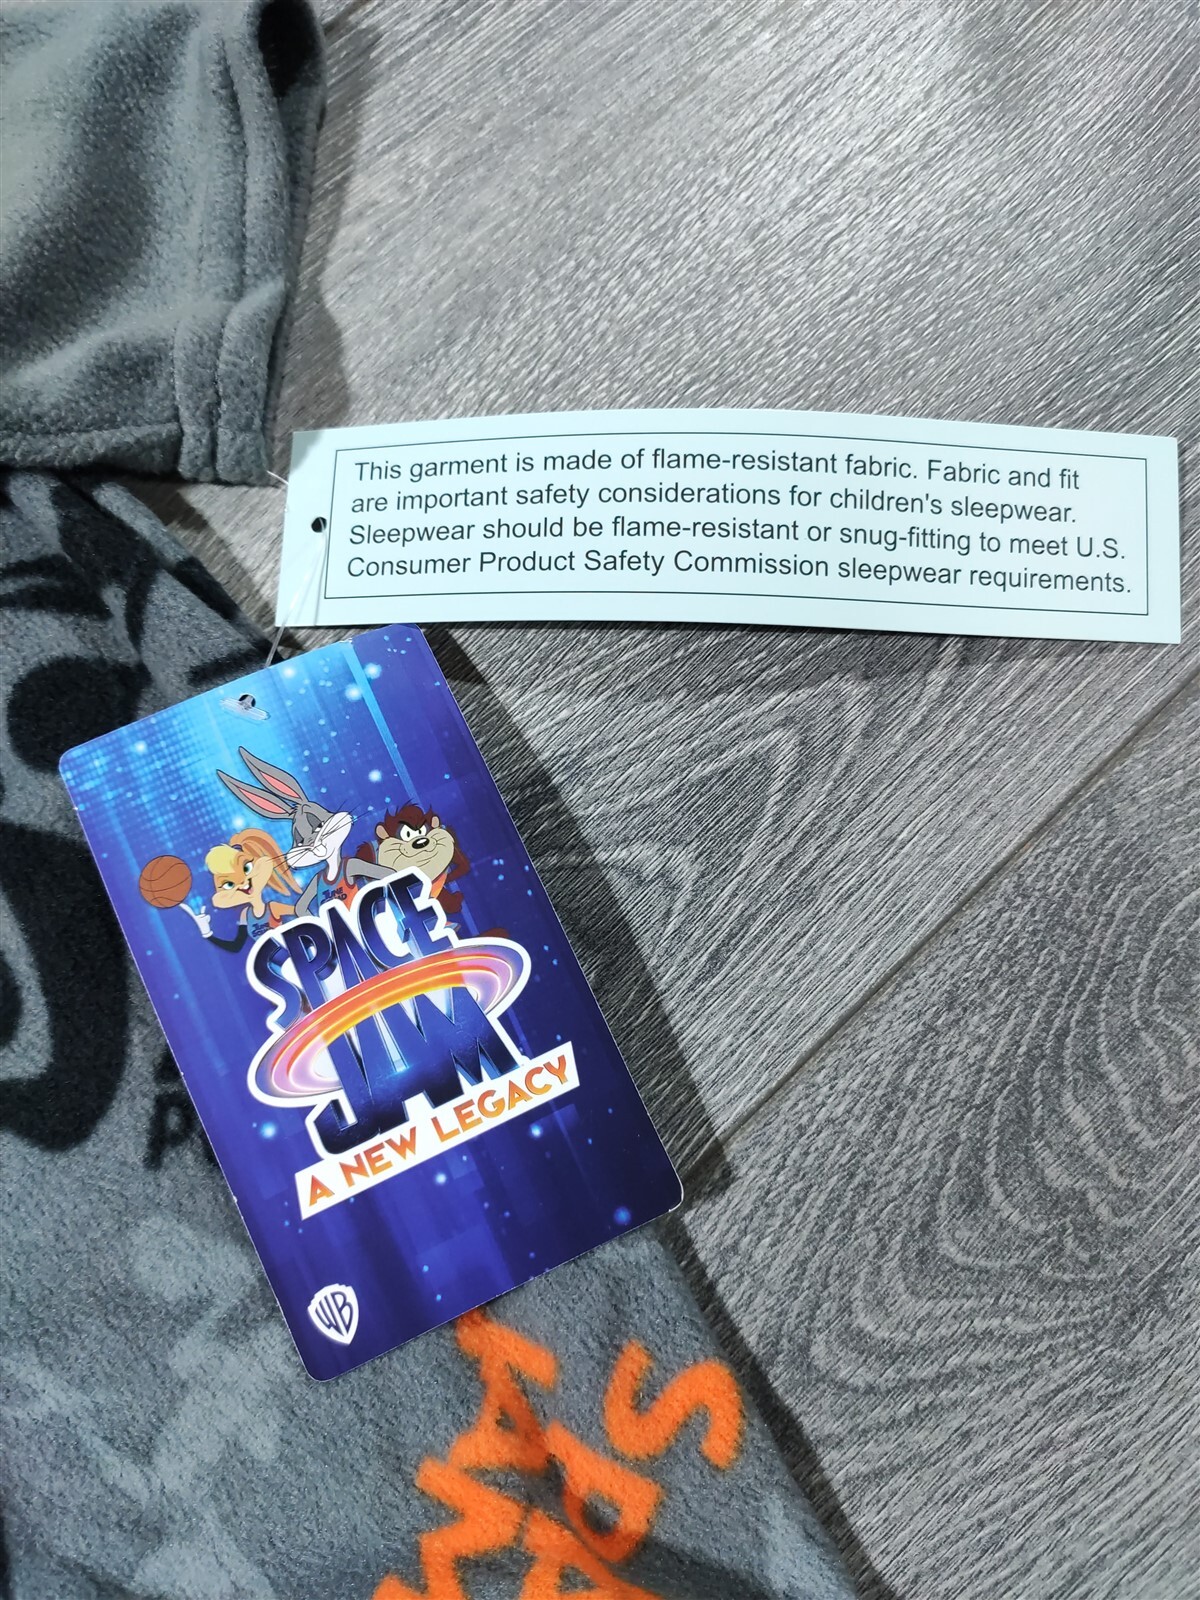 This garment is made of flame-resistant fabric. Fabric and fit
are important safety considerations for children's sleepwear.
Sleepwear should be flame-resistant or snug-fitting to meet U.S.
Consumer Product Safety Commission sleepwear requirements.
SPACE
JAM
A NEW LEGACY
WB